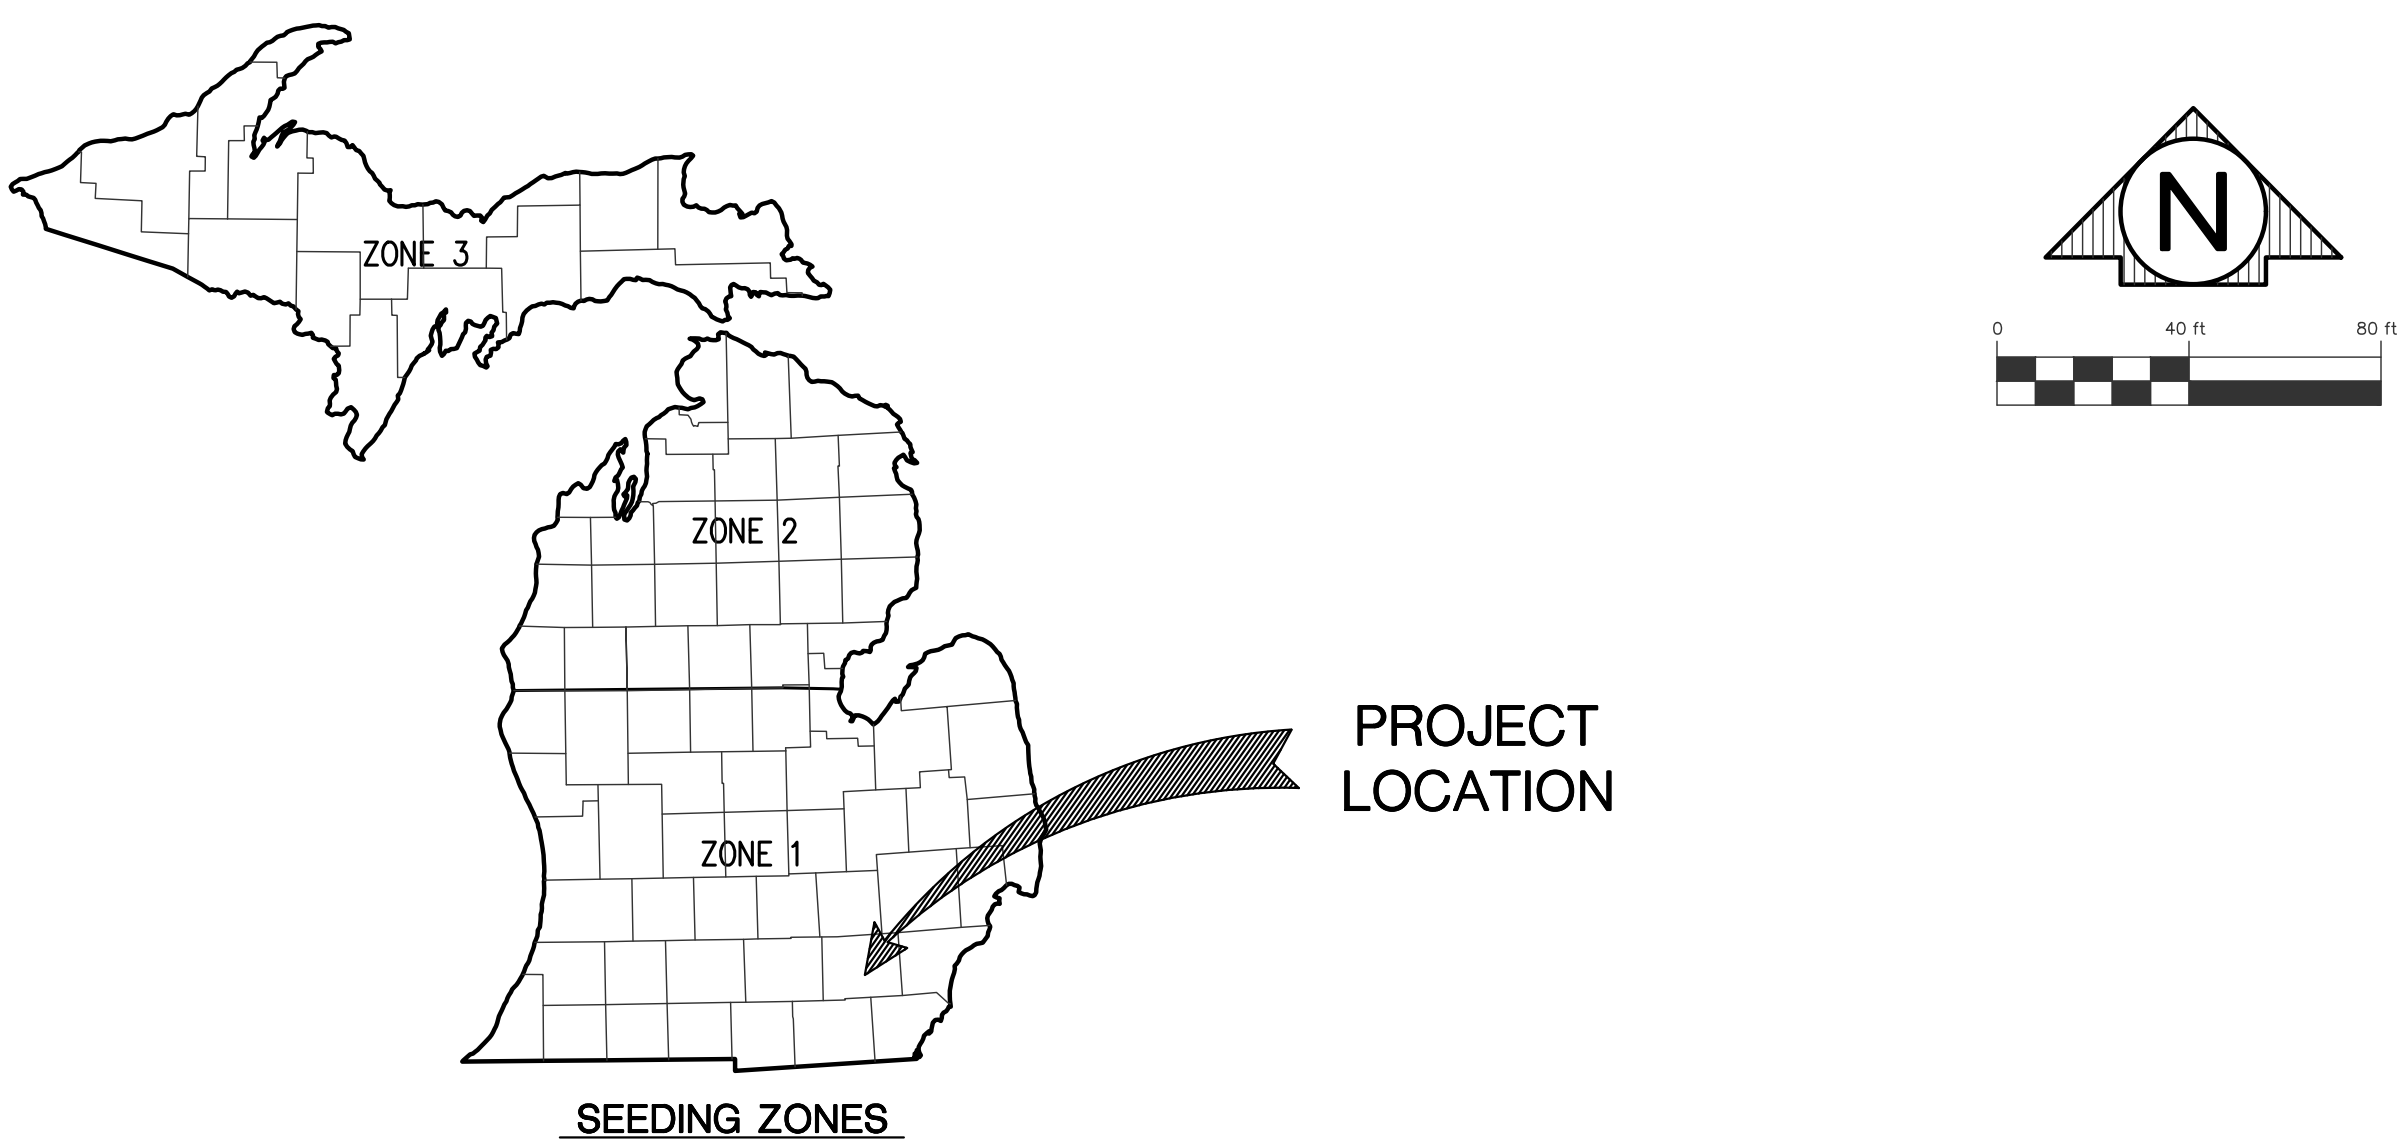 N
0 40 ft 80 ft
ZONE 3
ZONE 2
PROJECT
LOCATION
ZONE 1
SEEDING ZONES